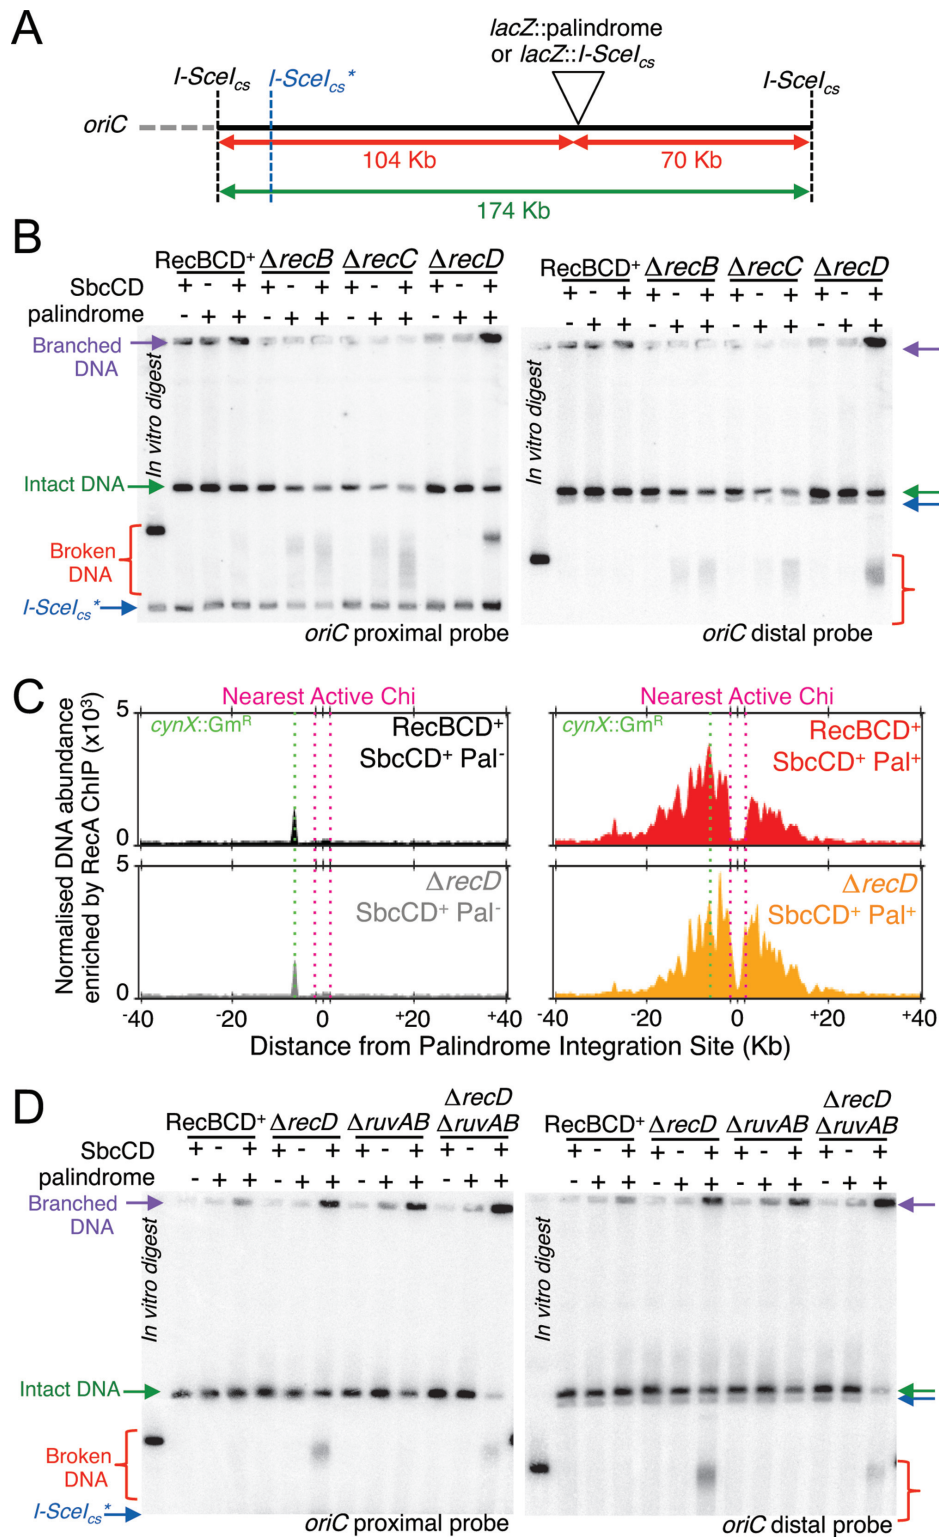 A
lacZ::palindrome
or lacZ::I-SceIcs
I-SceIcs
I-SceIcs*
I-SceIcs
oriC
104 Kb
70 Kb
174 Kb
B
RecBCD+ ΔrecB ΔrecC ΔrecD
SbcCD + - + + - + + - + + - +
palindrome - + + - + + - + + - + +
Branched
DNA
In vitro digest
Intact DNA
Broken
DNA
I-SceIcs*
oriC proximal probe
RecBCD+ ΔrecB ΔrecC ΔrecD
+ - + + - + + - + + - +
- + + - + + - + + - + +
In vitro digest
oriC distal probe
C
Normalised DNA abundance
enriched by RecA ChIP (x10³)
Nearest Active Chi
5
cynX::GmR
RecBCD+
SbcCD+ Pal-
0
5
ΔrecD
SbcCD+ Pal-
0
-40 -20 0 +20 +40
Nearest Active Chi
cynX::GmR
RecBCD+
SbcCD+ Pal+
ΔrecD
SbcCD+ Pal+
-40 -20 0 +20 +40
Distance from Palindrome Integration Site (Kb)
D
RecBCD+ ΔrecD ΔruvAB ΔrecD
ΔruvAB
SbcCD + - + + - + + - + + - +
palindrome - + + - + + - + + - + +
Branched
DNA
In vitro digest
Intact DNA
Broken
DNA
I-SceIcs*
oriC proximal probe
RecBCD+ ΔrecD ΔruvAB ΔrecD
ΔruvAB
+ - + + - + + - + + - +
- + + - + + - + + - + +
In vitro digest
oriC distal probe